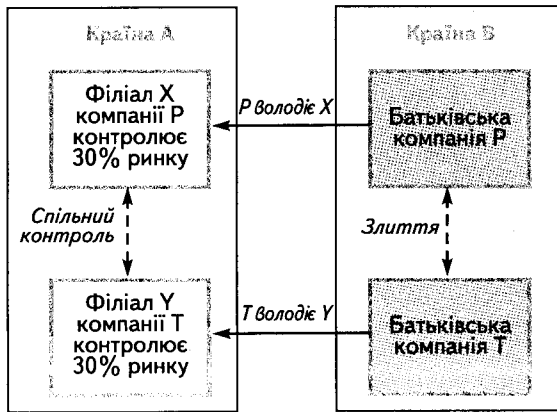 Країна А
Країна В
Філіал X
компанії P
контролює
30% ринку
P володіє X
Батьківська
компанія P
Спільний
контроль
Злиття
Філіал Y
компанії T
контролює
30% ринку
T володіє Y
Батьківська
компанія T